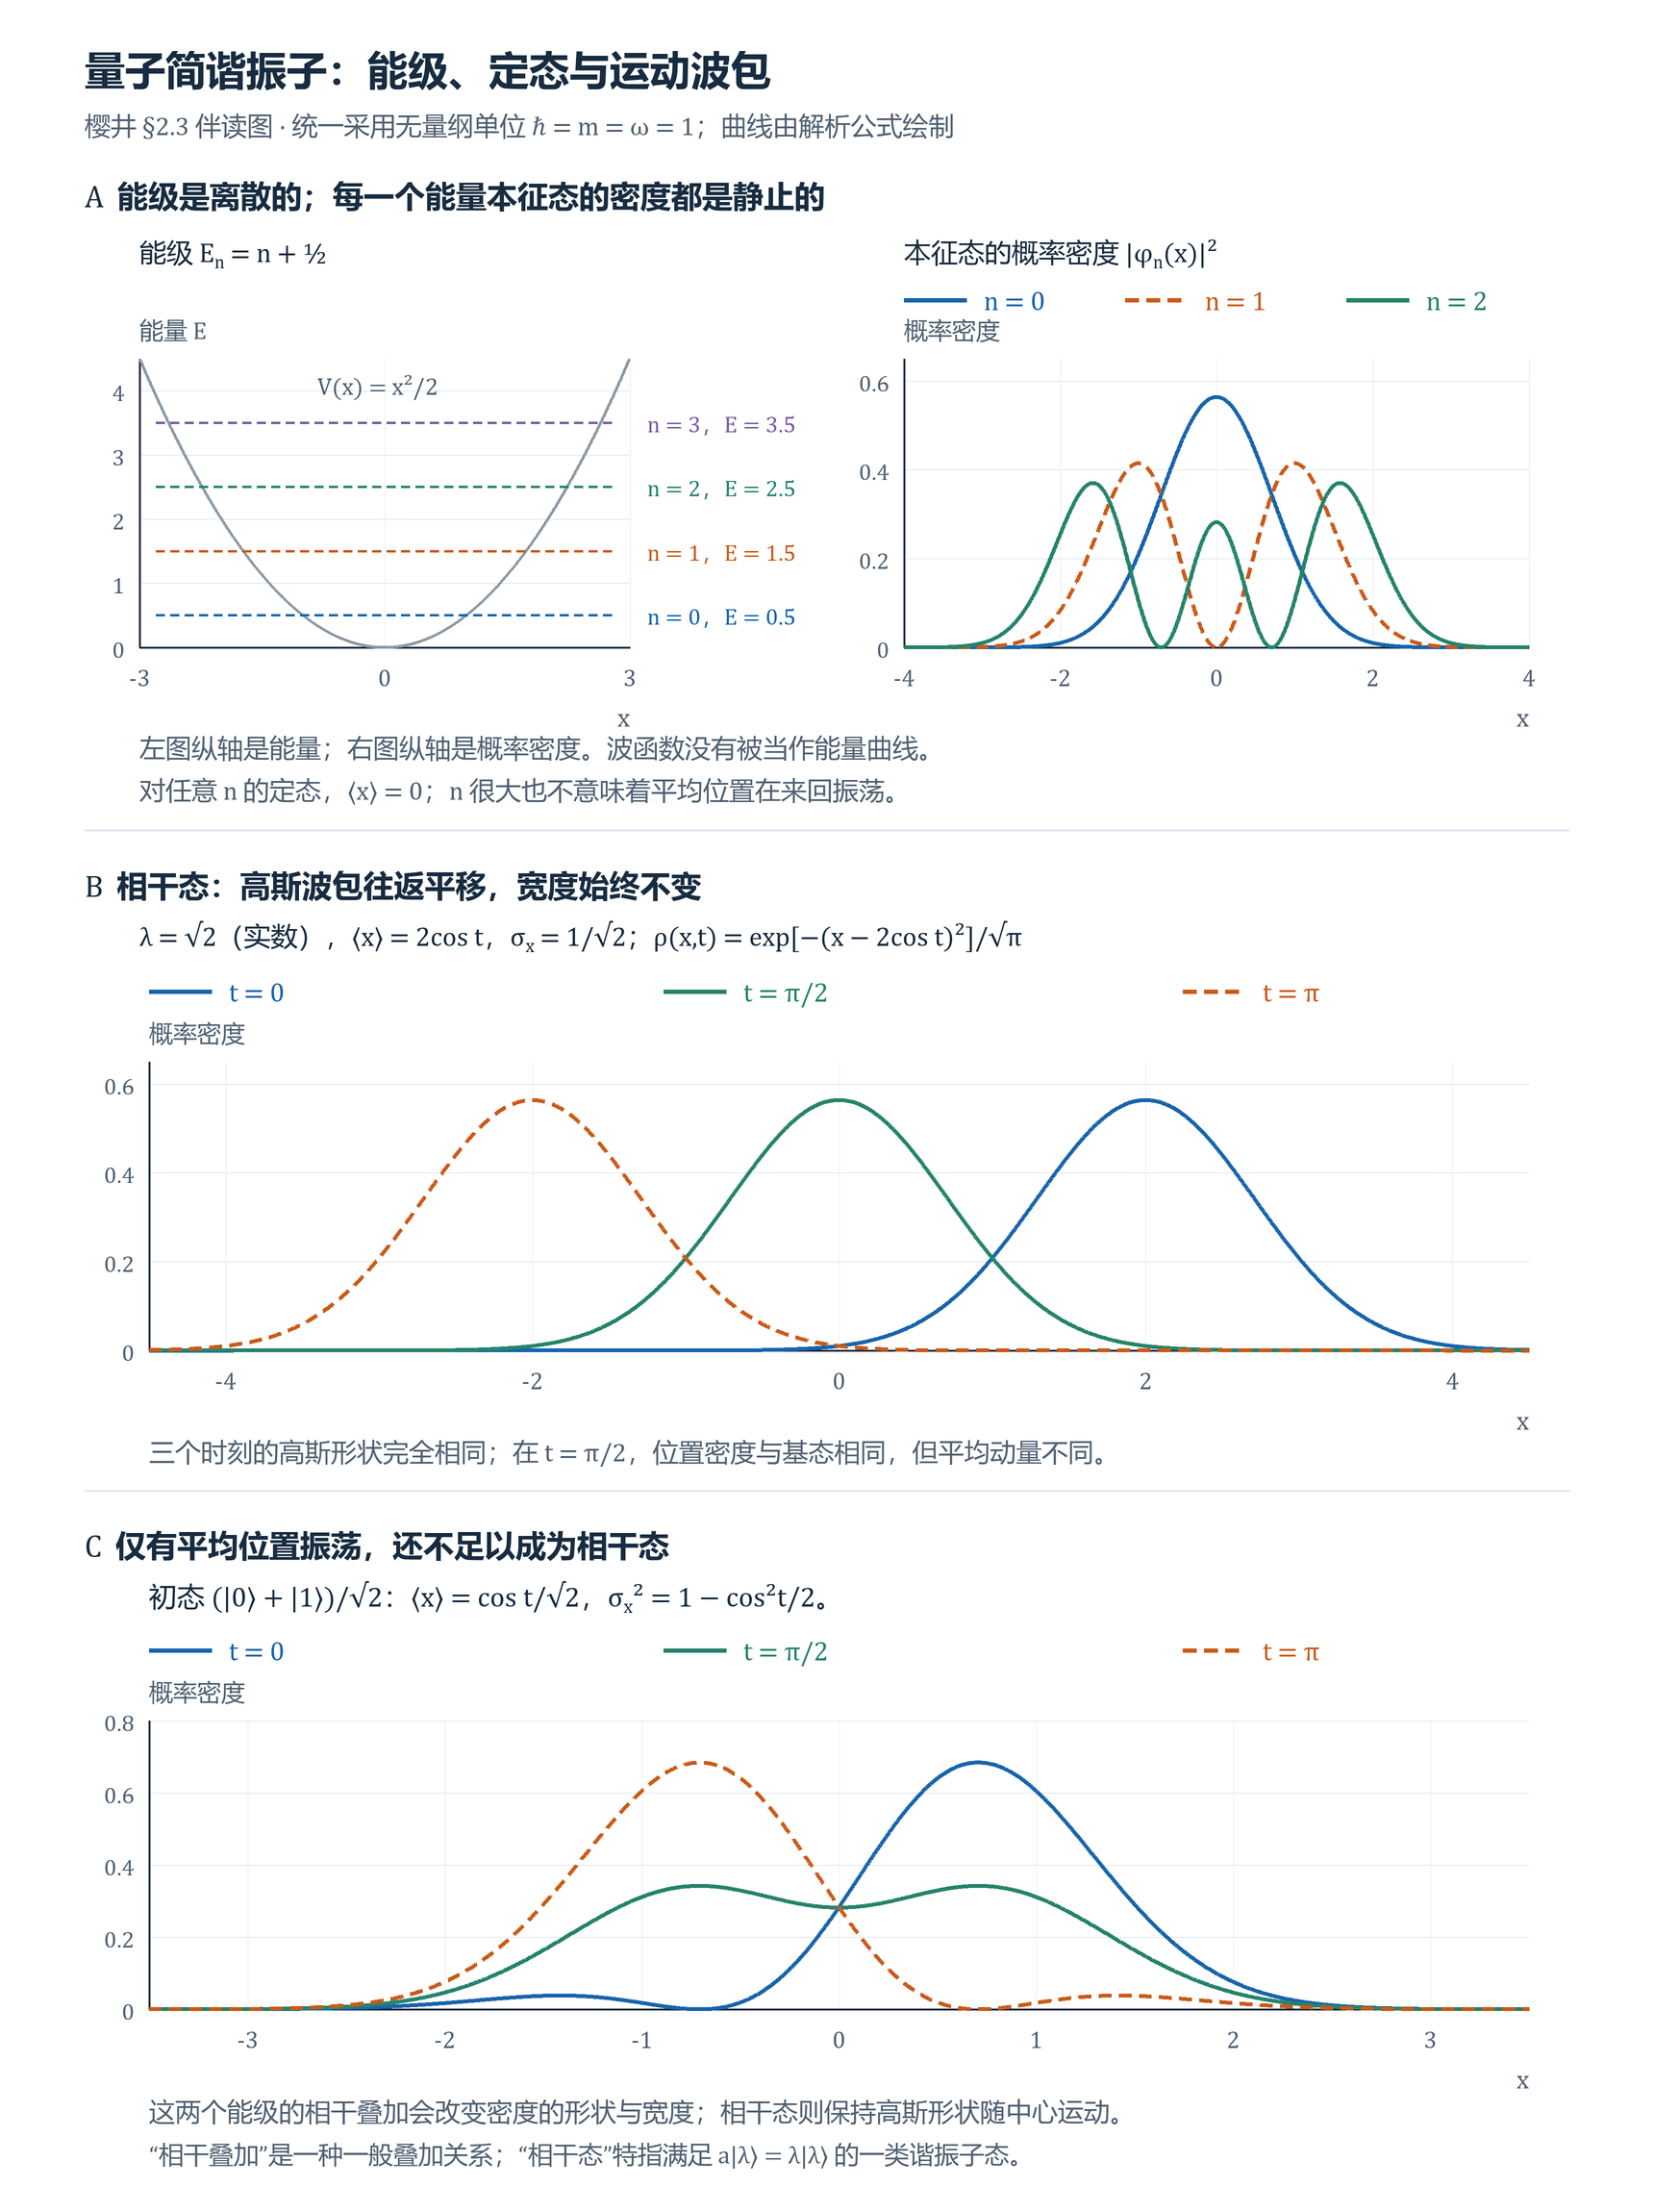 量子简谐振子：能级、定态与运动波包
樱井 §2.3 伴读图 · 统一采用无量纲单位 ℏ = m = ω = 1；曲线由解析公式绘制
A 能级是离散的；每一个能量本征态的密度都是静止的
能级 Eₙ = n + ½
能量 E
V(x) = x²/2
4
3
2
1
0
-3
0
3
x
n = 3，E = 3.5
n = 2，E = 2.5
n = 1，E = 1.5
n = 0，E = 0.5
本征态的概率密度 |φₙ(x)|²
n = 0
n = 1
n = 2
概率密度
0.6
0.4
0.2
0
-4
-2
0
2
4
x
左图纵轴是能量；右图纵轴是概率密度。波函数没有被当作能量曲线。
对任意 n 的定态，⟨x⟩ = 0；n 很大也不意味着平均位置在来回振荡。
B 相干态：高斯波包往返平移，宽度始终不变
λ = √2（实数），⟨x⟩ = 2cos t，σₓ = 1/√2；ρ(x,t) = exp[−(x − 2cos t)²]/√π
t = 0
t = π/2
t = π
概率密度
0.6
0.4
0.2
0
-4
-2
0
2
4
x
三个时刻的高斯形状完全相同；在 t = π/2，位置密度与基态相同，但平均动量不同。
C 仅有平均位置振荡，还不足以成为相干态
初态 (|0⟩ + |1⟩)/√2：⟨x⟩ = cos t/√2，σₓ² = 1 − cos²t/2。
t = 0
t = π/2
t = π
概率密度
0.8
0.6
0.4
0.2
0
-3
-2
-1
0
1
2
3
x
这两个能级的相干叠加会改变密度的形状与宽度；相干态则保持高斯形状随中心运动。
“相干叠加”是一种一般叠加关系；“相干态”特指满足 a|λ⟩ = λ|λ⟩ 的一类谐振子态。